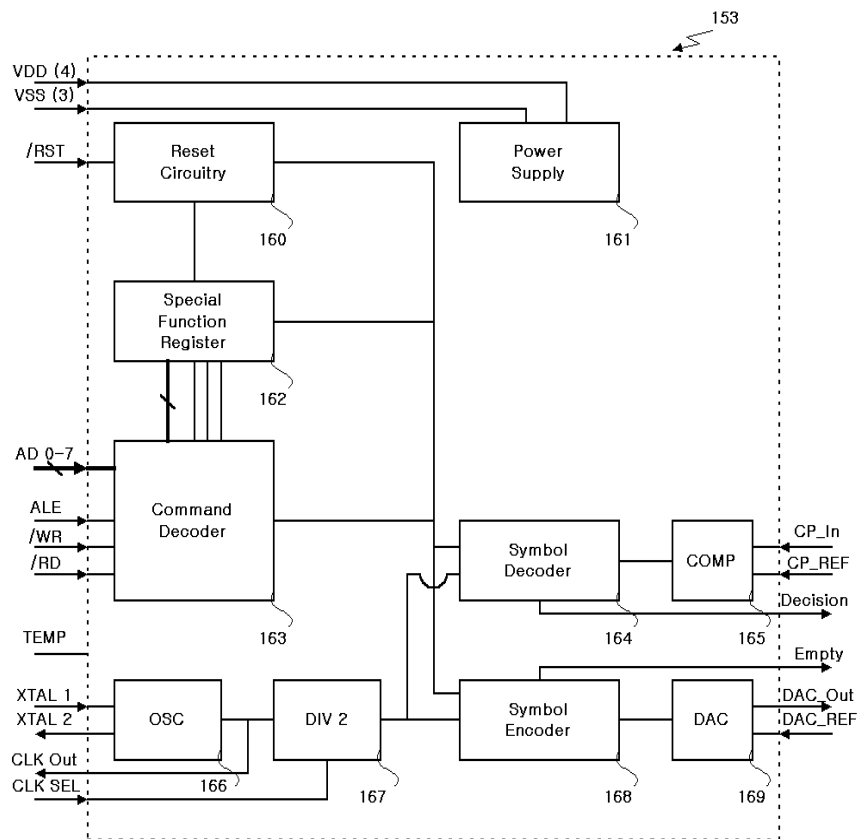 153
VDD (4)
VSS (3)
/RST
Reset
Circuitry
Power
Supply
160
161
Special
Function
Register
162
AD 0-7
ALE
/WR
/RD
Command
Decoder
Symbol
Decoder
COMP
CP_In
CP_REF
Decision
163
164
165
TEMP
Empty
XTAL 1
XTAL 2
OSC
DIV 2
Symbol
Encoder
DAC
DAC_Out
DAC_REF
CLK Out
CLK SEL
166
167
168
169